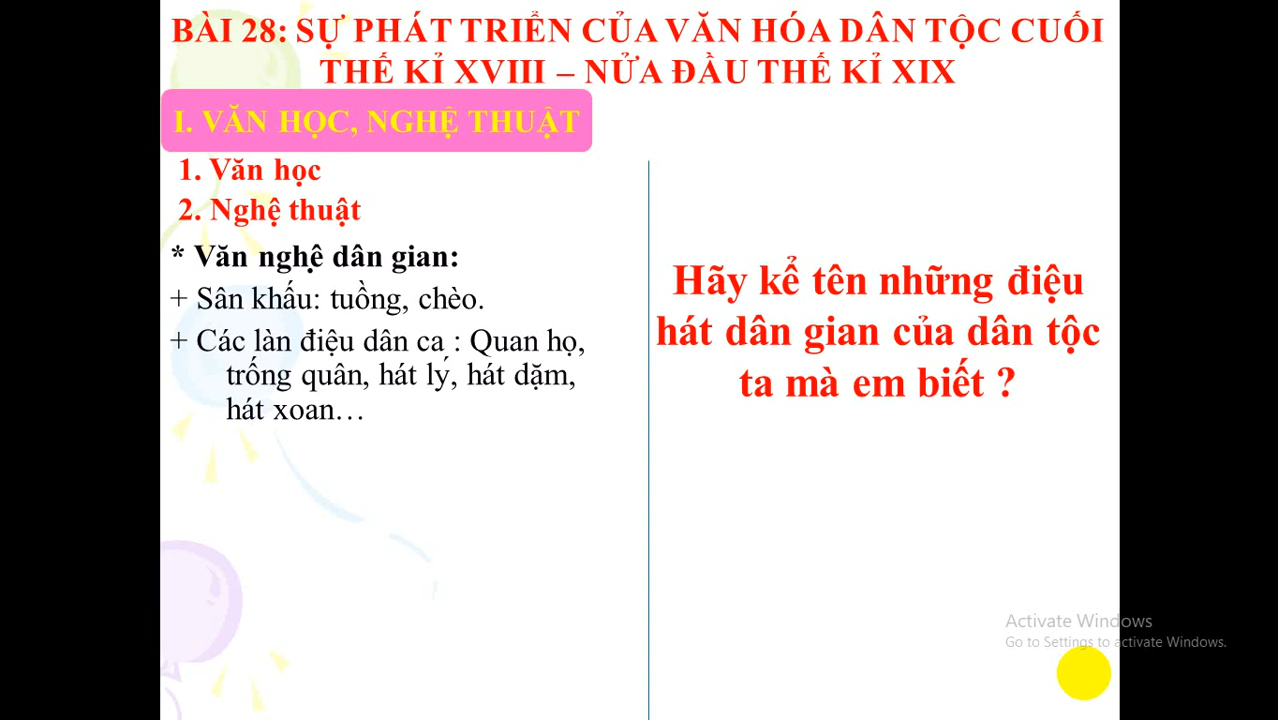 BÀI 28: SỰ PHÁT TRIỂN CỦA VĂN HÓA DÂN TỘC CUỐI
THẾ KỈ XVIII – NỬA ĐẦU THẾ KỈ XIX
I. VĂN HỌC, NGHỆ THUẬT
1. Văn học
2. Nghệ thuật
* Văn nghệ dân gian:
+ Sân khấu: tuồng, chèo.
+ Các làn điệu dân ca : Quan họ,
trống quân, hát lý, hát dặm,
hát xoan…
Hãy kể tên những điệu
hát dân gian của dân tộc
ta mà em biết ?
Activate Windows
Go to Settings to activate Windows.